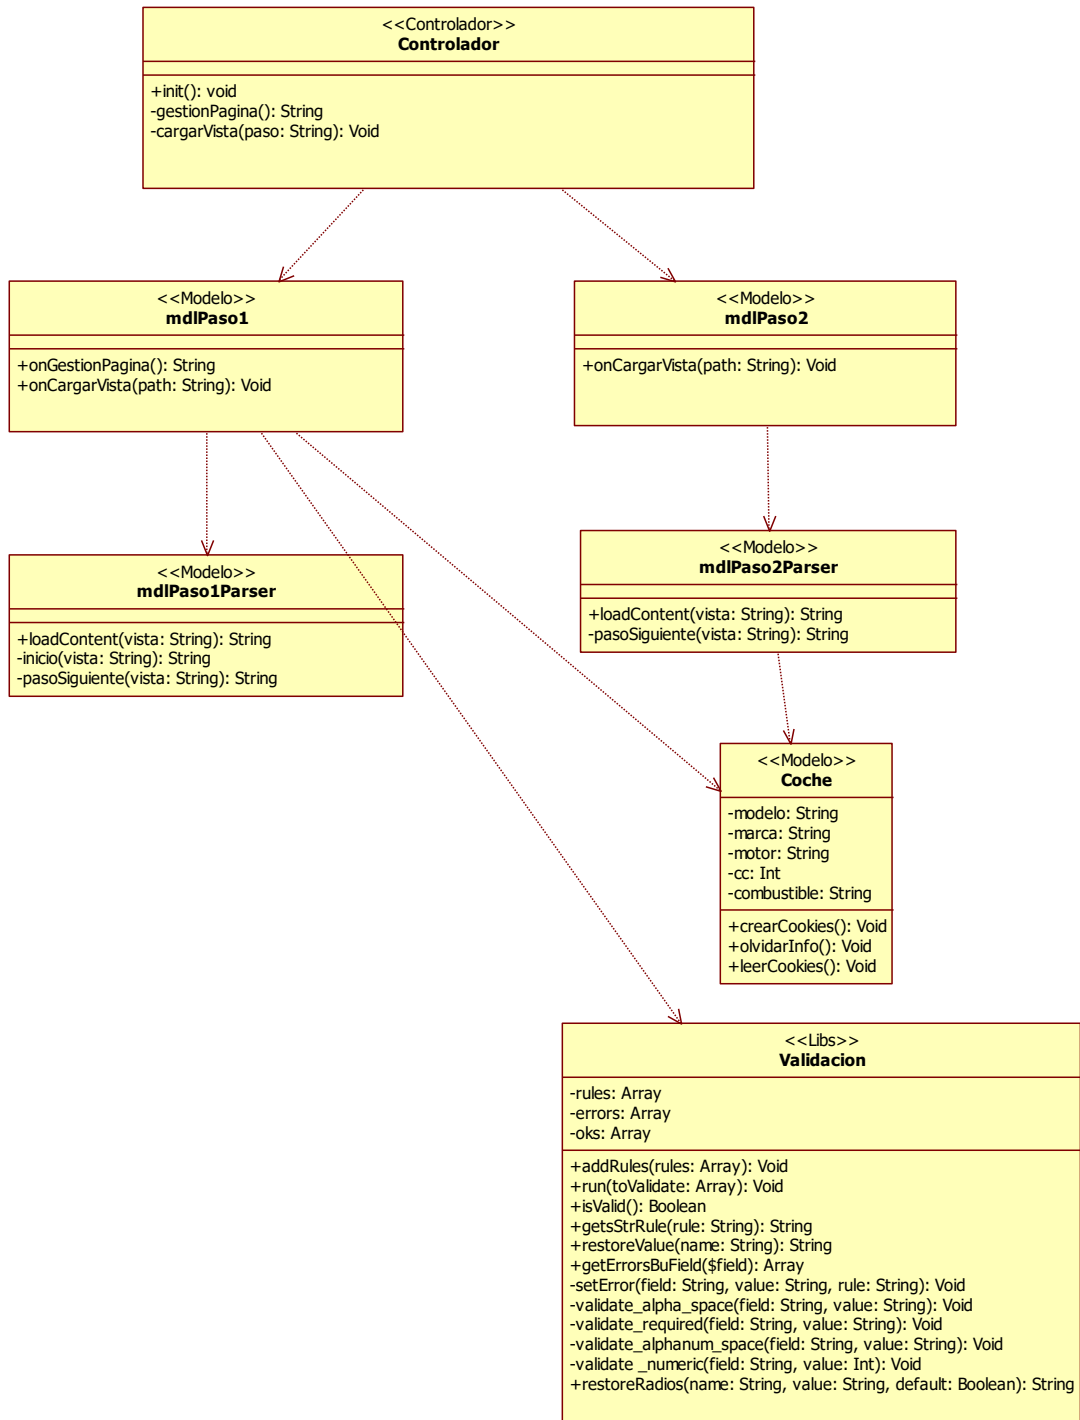 <<Controlador>>
Controlador
+init(): void
-gestionPagina(): String
-cargarVista(paso: String): Void
<<Modelo>>
mdlPaso1
+onGestionPagina(): String
+onCargarVista(path: String): Void
<<Modelo>>
mdlPaso2
+onCargarVista(path: String): Void
<<Modelo>>
mdlPaso1Parser
+loadContent(vista: String): String
-inicio(vista: String): String
-pasoSiguiente(vista: String): String
<<Modelo>>
mdlPaso2Parser
+loadContent(vista: String): String
-pasoSiguiente(vista: String): String
<<Modelo>>
Coche
-modelo: String
-marca: String
-motor: String
-cc: Int
-combustible: String
+crearCookies(): Void
+olvidarInfo(): Void
+leerCookies(): Void
<<Libs>>
Validacion
-rules: Array
-errors: Array
-oks: Array
+addRules(rules: Array): Void
+run(toValidate: Array): Void
+isValid(): Boolean
+getsStrRule(rule: String): String
+restoreValue(name: String): String
+getErrorsBuField($field): Array
-setError(field: String, value: String, rule: String): Void
-validate_alpha_space(field: String, value: String): Void
-validate_required(field: String, value: String): Void
-validate_alphanum_space(field: String, value: String): Void
-validate _numeric(field: String, value: Int): Void
+restoreRadios(name: String, value: String, default: Boolean): String